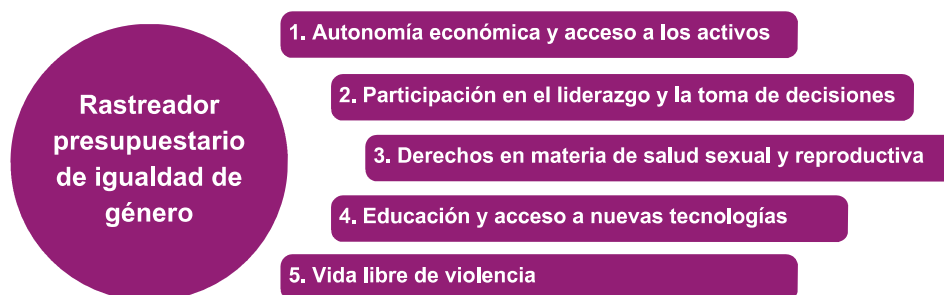 Rastreador
presupuestario
de igualdad de
género
1. Autonomía económica y acceso a los activos
2. Participación en el liderazgo y la toma de decisiones
3. Derechos en materia de salud sexual y reproductiva
4. Educación y acceso a nuevas tecnologías
5. Vida libre de violencia